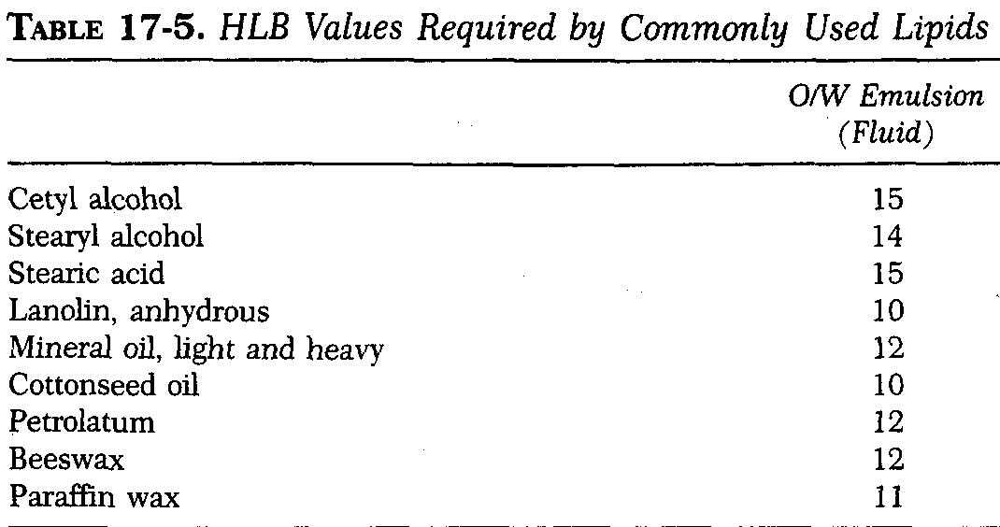 TABLE 17-5. HLB Values Required by Commonly Used Lipids
O/W Emulsion
(Fluid)
Cetyl alcohol 15
Stearyl alcohol 14
Stearic acid 15
Lanolin, anhydrous 10
Mineral oil, light and heavy 12
Cottonseed oil 10
Petrolatum 12
Beeswax 12
Paraffin wax 11